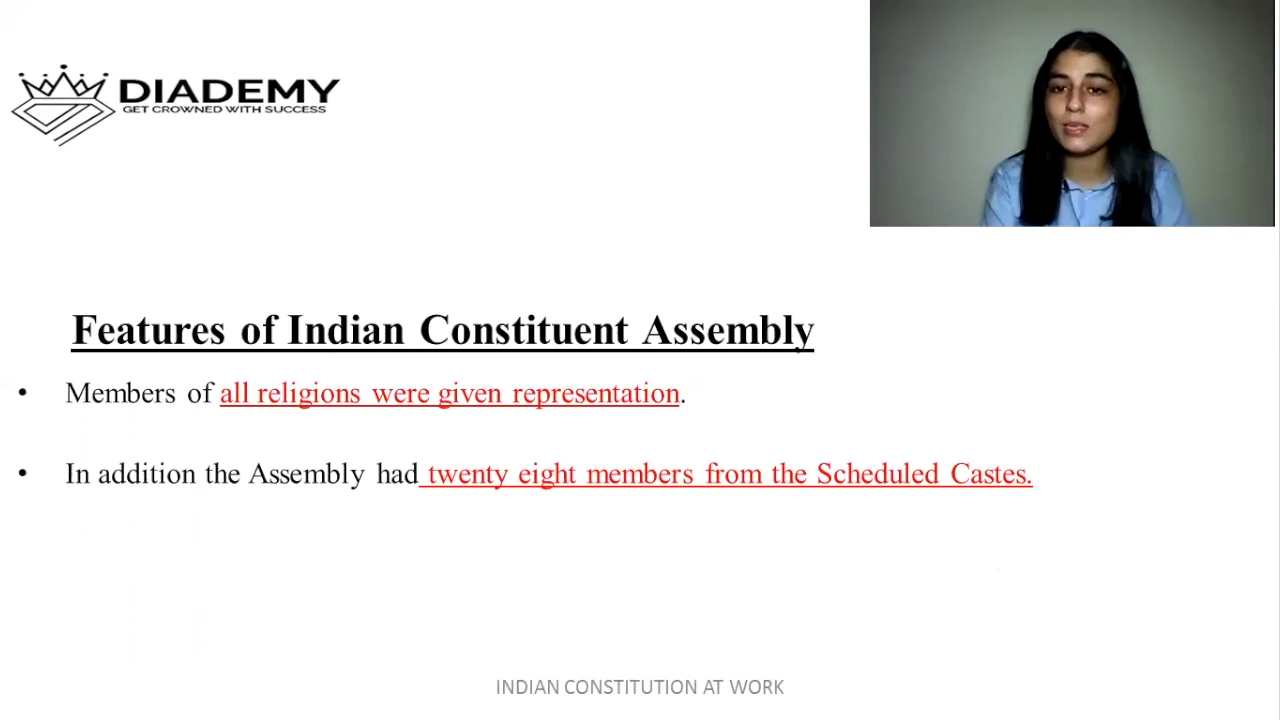 DIADEMY
GET CROWNED WITH SUCCESS
Features of Indian Constituent Assembly
• Members of all religions were given representation.
• In addition the Assembly had twenty eight members from the Scheduled Castes.
INDIAN CONSTITUTION AT WORK